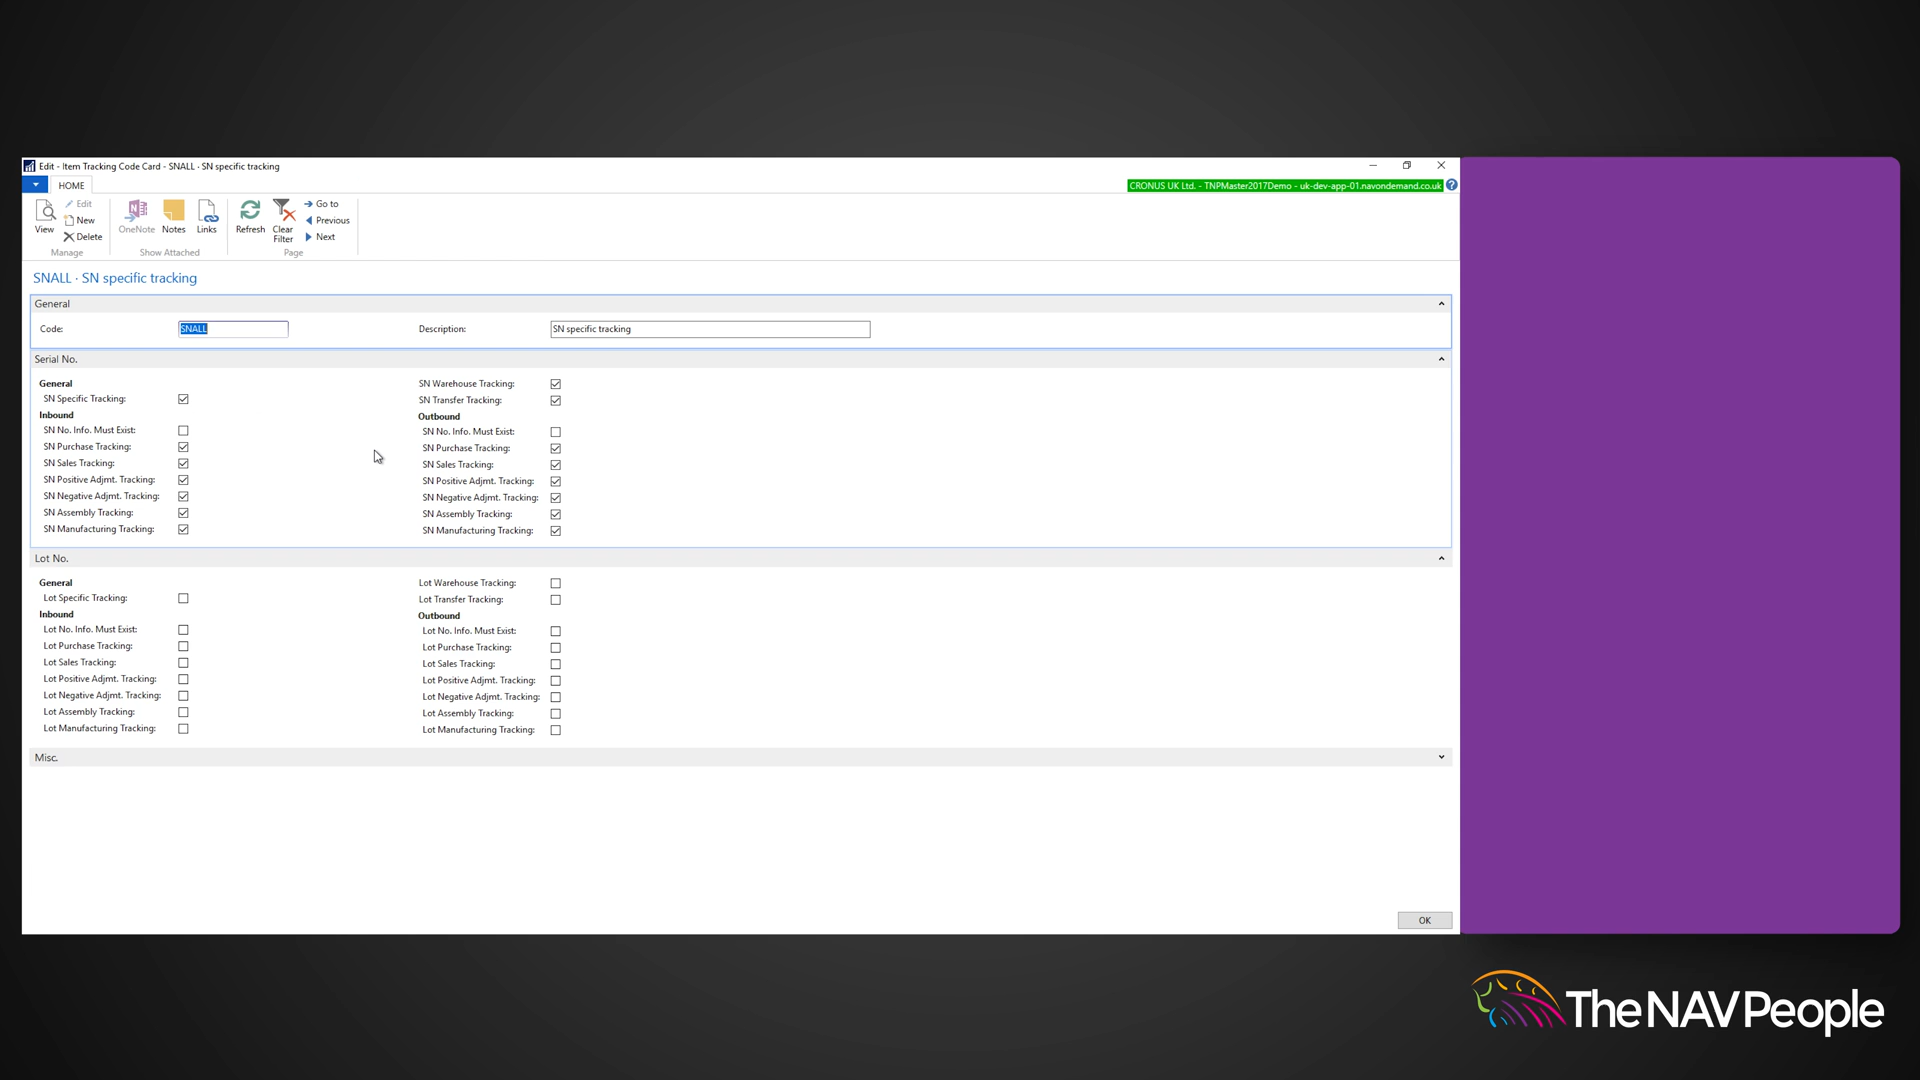 Edit - Item Tracking Code Card - SNALL · SN specific tracking
HOME
CRONUS UK Ltd. - TNPMaster2017Demo - uk-dev-app-01.navondemand.co.uk
View
Edit
New
Delete
Manage
OneNote
Notes
Links
Show Attached
Refresh
Clear
Filter
Go to
Previous
Next
Page
SNALL · SN specific tracking
General
Code: SNALL
Description: SN specific tracking
Serial No.
General
SN Specific Tracking:
Inbound
SN No. Info. Must Exist:
SN Purchase Tracking:
SN Sales Tracking:
SN Positive Adjmt. Tracking:
SN Negative Adjmt. Tracking:
SN Assembly Tracking:
SN Manufacturing Tracking:
SN Warehouse Tracking:
SN Transfer Tracking:
Outbound
SN No. Info. Must Exist:
SN Purchase Tracking:
SN Sales Tracking:
SN Positive Adjmt. Tracking:
SN Negative Adjmt. Tracking:
SN Assembly Tracking:
SN Manufacturing Tracking:
Lot No.
General
Lot Specific Tracking:
Inbound
Lot No. Info. Must Exist:
Lot Purchase Tracking:
Lot Sales Tracking:
Lot Positive Adjmt. Tracking:
Lot Negative Adjmt. Tracking:
Lot Assembly Tracking:
Lot Manufacturing Tracking:
Lot Warehouse Tracking:
Lot Transfer Tracking:
Outbound
Lot No. Info. Must Exist:
Lot Purchase Tracking:
Lot Sales Tracking:
Lot Positive Adjmt. Tracking:
Lot Negative Adjmt. Tracking:
Lot Assembly Tracking:
Lot Manufacturing Tracking:
Misc.
OK
TheNAVPeople